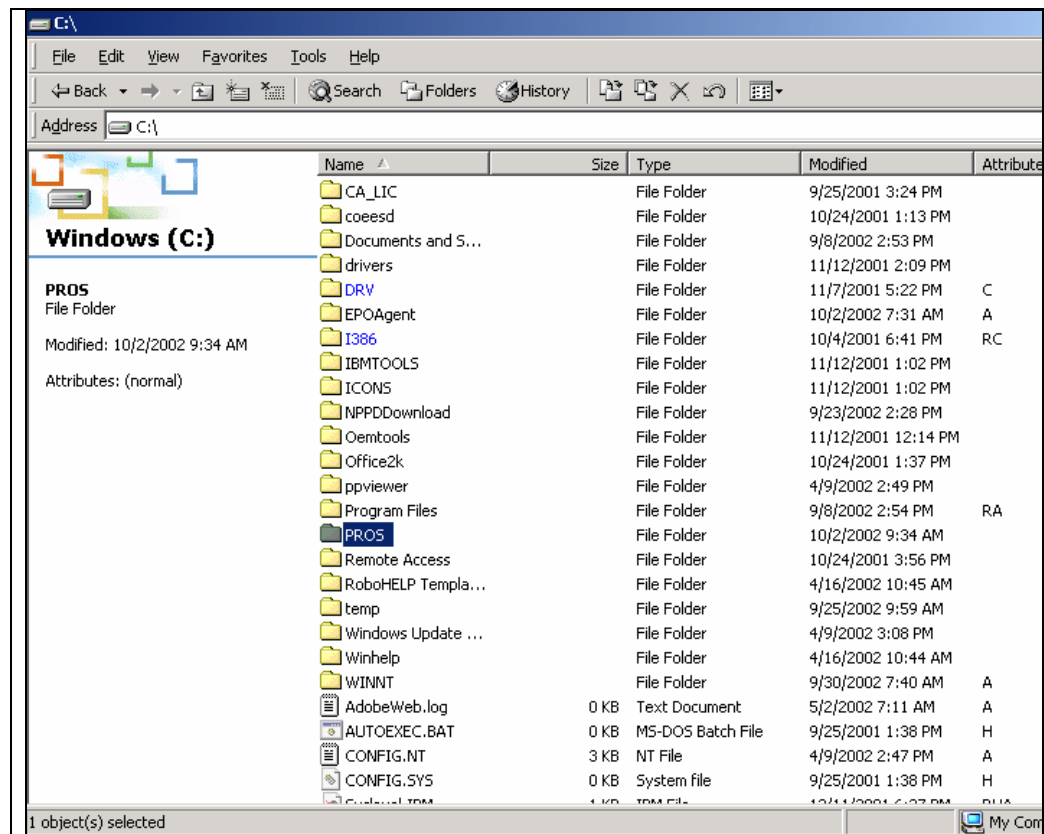 C:\
File Edit View Favorites Tools Help
Back Search Folders History
Address C:\
Windows (C:)
PROS
File Folder
Modified: 10/2/2002 9:34 AM
Attributes: (normal)
Name Size Type Modified Attribute
CA_LIC File Folder 9/25/2001 3:24 PM
coeesd File Folder 10/24/2001 1:13 PM
Documents and S... File Folder 9/8/2002 2:53 PM
drivers File Folder 11/12/2001 2:09 PM
DRV File Folder 11/7/2001 5:22 PM C
EPOAgent File Folder 10/2/2002 7:31 AM A
I386 File Folder 10/4/2001 6:41 PM RC
IBMTOOLS File Folder 11/12/2001 1:02 PM
ICONS File Folder 11/12/2001 1:02 PM
NPPDDownload File Folder 9/23/2002 2:28 PM
Oemtools File Folder 11/12/2001 12:14 PM
Office2k File Folder 10/24/2001 1:37 PM
ppviewer File Folder 4/9/2002 2:49 PM
Program Files File Folder 9/8/2002 2:54 PM RA
PROS File Folder 10/2/2002 9:34 AM
Remote Access File Folder 10/24/2001 3:56 PM
RoboHELP Templa... File Folder 4/16/2002 10:45 AM
temp File Folder 9/25/2002 9:59 AM
Windows Update ... File Folder 4/9/2002 3:08 PM
Winhelp File Folder 4/16/2002 10:44 AM
WINNT File Folder 9/30/2002 7:40 AM A
AdobeWeb.log 0 KB Text Document 5/2/2002 7:11 AM A
AUTOEXEC.BAT 0 KB MS-DOS Batch File 9/25/2001 1:38 PM H
CONFIG.NT 3 KB NT File 4/9/2002 2:47 PM A
CONFIG.SYS 0 KB System file 9/25/2001 1:38 PM H
1 object(s) selected My Com